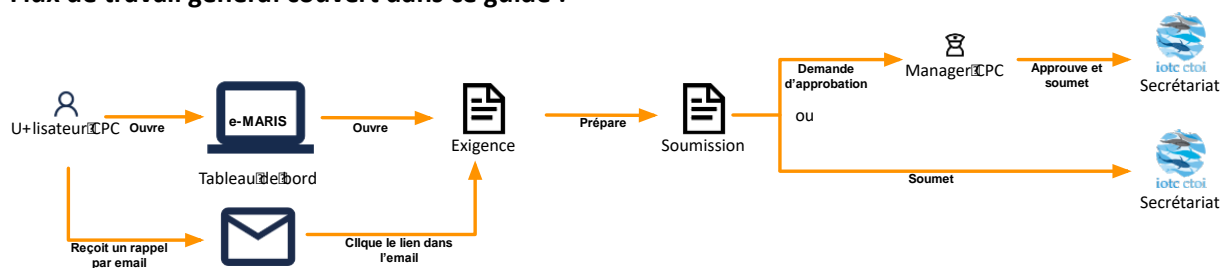 Flux de travail général couvert dans ce guide :
Demande
d'approbation
Manager CPC
Approuve et
soumet
iotc ctoi
Secrétariat
U+lisateur CPC
Ouvre
e-MARIS
Ouvre
Exigence
Prépare
Soumission
ou
Tableau de bord
Soumet
iotc ctoi
Secrétariat
Reçoit un rappel
par email
Clique le lien dans
l'email